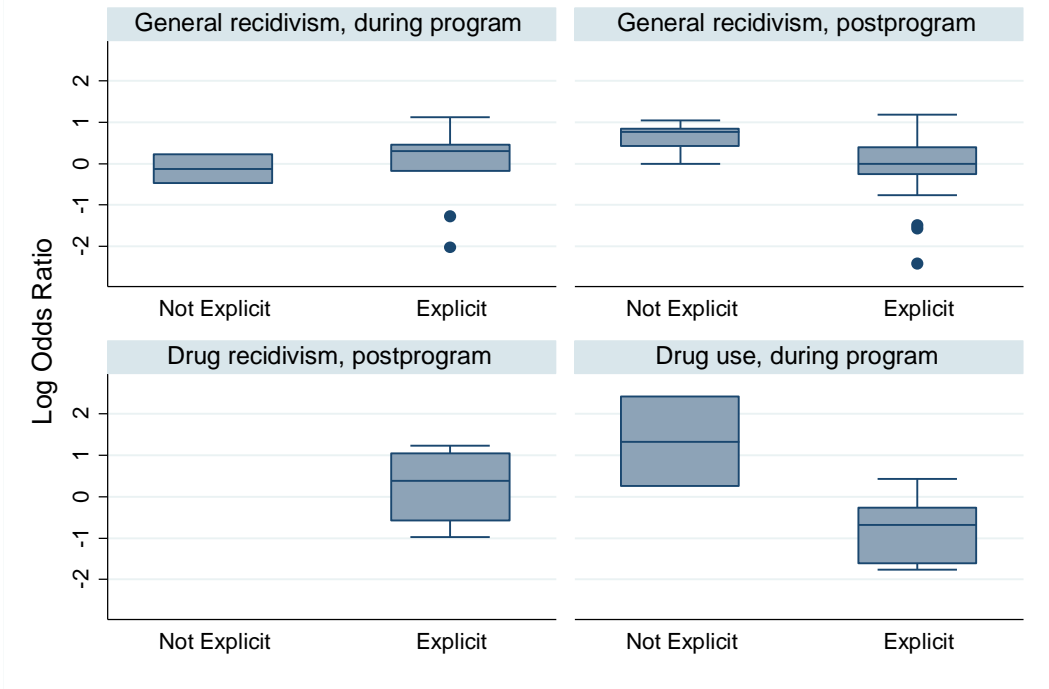 General recidivism, during program
General recidivism, postprogram
2
1
0
-1
-2
Not Explicit
Explicit
Not Explicit
Explicit
Log Odds Ratio
Drug recidivism, postprogram
Drug use, during program
2
1
0
-1
-2
Not Explicit
Explicit
Not Explicit
Explicit